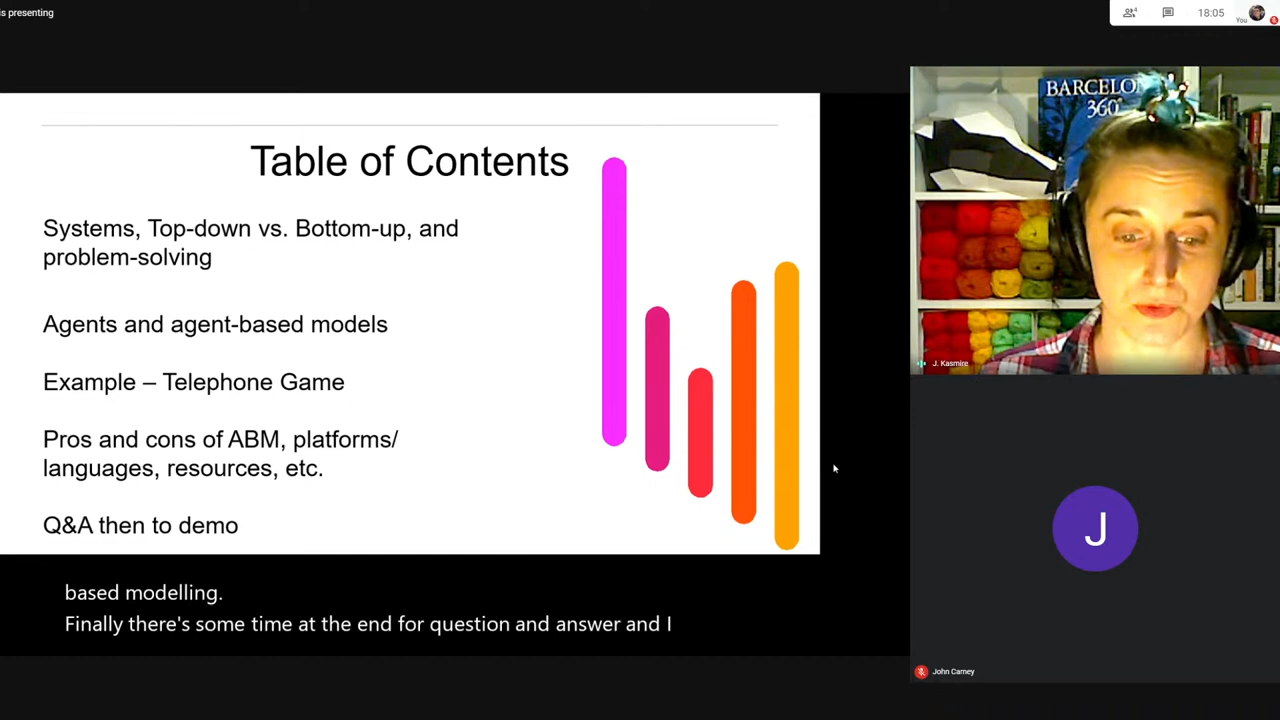 is presenting
4
18:05
You
Table of Contents
Systems, Top-down vs. Bottom-up, and
problem-solving
Agents and agent-based models
Example – Telephone Game
Pros and cons of ABM, platforms/
languages, resources, etc.
Q&A then to demo
based modelling.
Finally there's some time at the end for question and answer and I
BARCELO
360°
J. Kasmire
J
John Carney